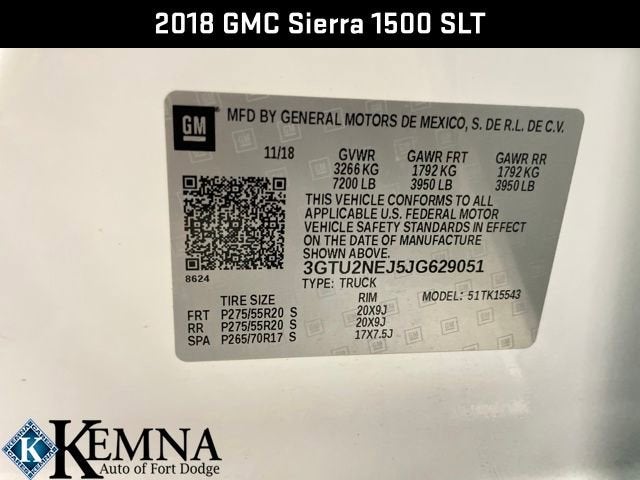 2018 GMC Sierra 1500 SLT
GM
MFD BY GENERAL MOTORS DE MEXICO, S. DE R.L. DE C.V.
11/18 GVWR GAWR FRT GAWR RR
3266 KG 1792 KG 1792 KG
7200 LB 3950 LB 3950 LB
THIS VEHICLE CONFORMS TO ALL
APPLICABLE U.S. FEDERAL MOTOR
VEHICLE SAFETY STANDARDS IN EFFECT
ON THE DATE OF MANUFACTURE
SHOWN ABOVE.
3GTU2NEJ5JG629051
8624
TYPE: TRUCK
TIRE SIZE RIM MODEL: 51TK15543
FRT P275/55R20 S 20X9J
RR P275/55R20 S 20X9J
SPA P265/70R17 S 17X7.5J
K KEMNA
Auto of Fort Dodge